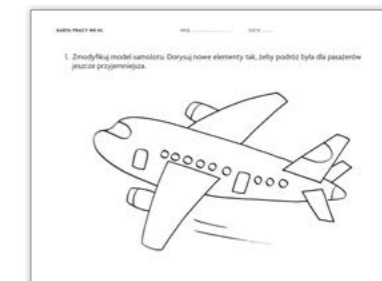 KARTA PRACY NR 41 IMIĘ ........................ DATA ........
1. Zmodyfikuj model samolotu. Dorysuj nowe elementy tak, żeby podróż była dla pasażerów
jeszcze przyjemniejsza.